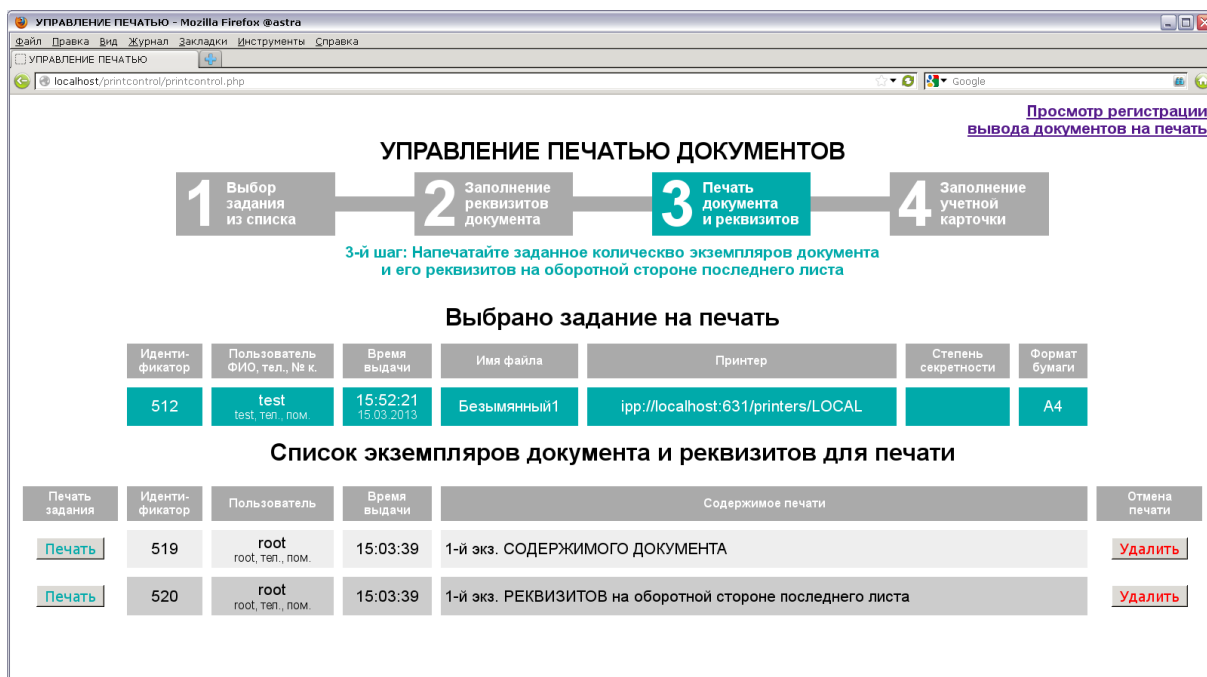 УПРАВЛЕНИЕ ПЕЧАТЬЮ - Mozilla Firefox @astra
Файл Правка Вид Журнал Закладки Инструменты Справка
УПРАВЛЕНИЕ ПЕЧАТЬЮ
localhost/printcontrol/printcontrol.php
Google
Просмотр регистрации
вывода документов на печать
УПРАВЛЕНИЕ ПЕЧАТЬЮ ДОКУМЕНТОВ
1 Выбор
задания
из списка
2 Заполнение
реквизитов
документа
3 Печать
документа
и реквизитов
4 Заполнение
учетной
карточки
3-й шаг: Напечатайте заданное колическво экземпляров документа
и его реквизитов на оборотной стороне последнего листа
Выбрано задание на печать
Иденти-
фикатор
Пользователь
ФИО, тел., № к.
Время
выдачи
Имя файла
Принтер
Степень
секретности
Формат
бумаги
512
test
test, тел., пом.
15:52:21
15.03.2013
Безымянный1
ipp://localhost:631/printers/LOCAL
A4
Список экземпляров документа и реквизитов для печати
Печать
задания
Иденти-
фикатор
Пользователь
Время
выдачи
Содержимое печати
Отмена
печати
Печать
519
root
root, тел., пом.
15:03:39
1-й экз. СОДЕРЖИМОГО ДОКУМЕНТА
Удалить
Печать
520
root
root, тел., пом.
15:03:39
1-й экз. РЕКВИЗИТОВ на оборотной стороне последнего листа
Удалить